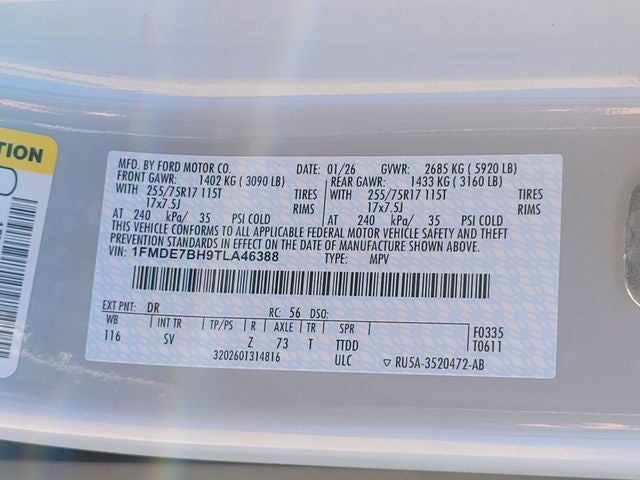 TION
MFD. BY FORD MOTOR CO. DATE: 01/26 GVWR: 2685 KG ( 5920 LB)
FRONT GAWR: 1402 KG ( 3090 LB) REAR GAWR: 1433 KG ( 3160 LB)
WITH 255/75R17 115T TIRES WITH 255/75R17 115T TIRES
17x7.5J RIMS 17x7.5J RIMS
AT 240 kPa/ 35 PSI COLD AT 240 kPa/ 35 PSI COLD
THIS VEHICLE CONFORMS TO ALL APPLICABLE FEDERAL MOTOR VEHICLE SAFETY AND THEFT
PREVENTION STANDARDS IN EFFECT ON THE DATE OF MANUFACTURE SHOWN ABOVE.
VIN: 1FMDE7BH9TLA46388 TYPE: MPV
EXT PNT: DR RC: 56 DSO:
WB INT TR TP/PS R AXLE TR SPR F0335
116 SV Z 73 T TTDD T0611
3202601314816 ULC ▽ RU5A-3520472-AB